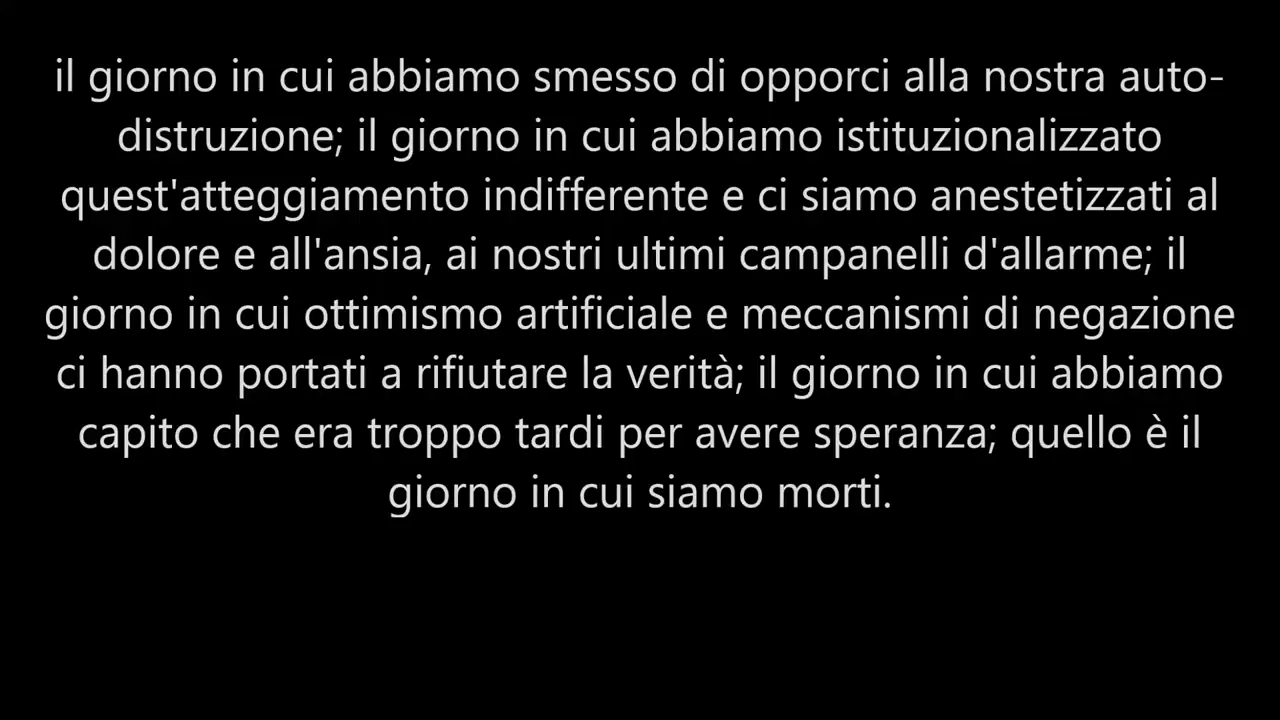 il giorno in cui abbiamo smesso di opporci alla nostra auto-
distruzione; il giorno in cui abbiamo istituzionalizzato
quest'atteggiamento indifferente e ci siamo anestetizzati al
dolore e all'ansia, ai nostri ultimi campanelli d'allarme; il
giorno in cui ottimismo artificiale e meccanismi di negazione
ci hanno portati a rifiutare la verità; il giorno in cui abbiamo
capito che era troppo tardi per avere speranza; quello è il
giorno in cui siamo morti.